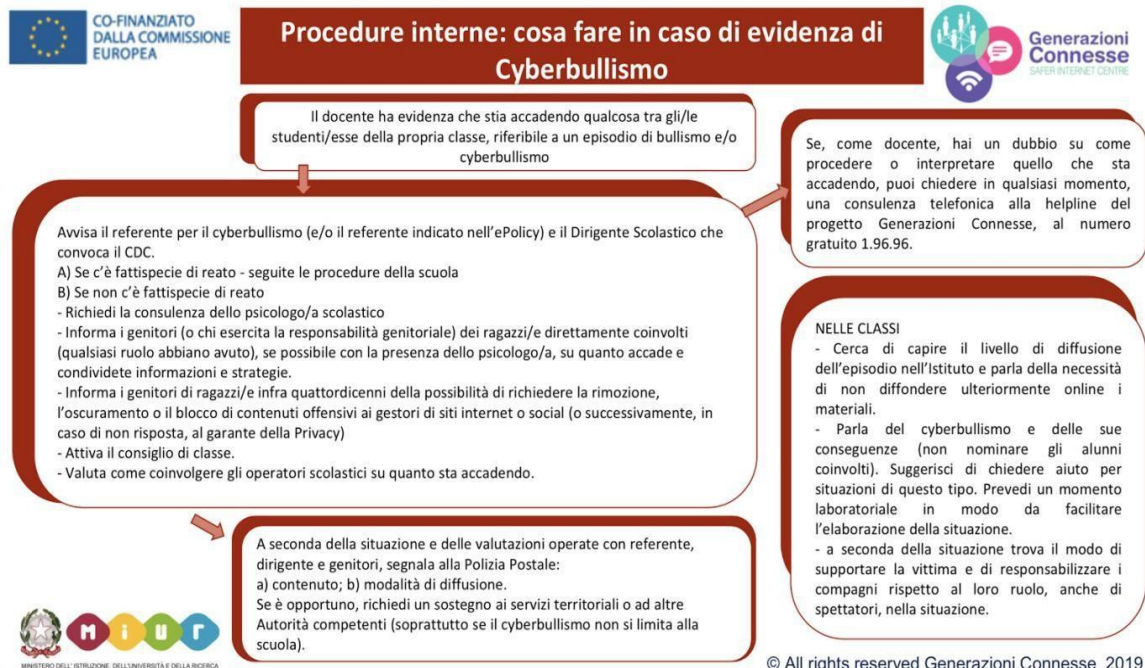 CO-FINANZIATO
DALLA COMMISSIONE
EUROPEA
Procedure interne: cosa fare in caso di evidenza di
Cyberbullismo
Generazioni
Connesse
SAFER INTERNET CENTRE
Il docente ha evidenza che stia accadendo qualcosa tra gli/le
studenti/esse della propria classe, riferibile a un episodio di bullismo e/o
cyberbullismo
Se, come docente, hai un dubbio su come
procedere o interpretare quello che sta
accadendo, puoi chiedere in qualsiasi momento,
una consulenza telefonica alla helpline del
progetto Generazioni Connesse, al numero
gratuito 1.96.96.
Avvisa il referente per il cyberbullismo (e/o il referente indicato nell'ePolicy) e il Dirigente Scolastico che
convoca il CDC.
A) Se c'è fattispecie di reato - seguite le procedure della scuola
B) Se non c'è fattispecie di reato
- Richiedi la consulenza dello psicologo/a scolastico
- Informa i genitori (o chi esercita la responsabilità genitoriale) dei ragazzi/e direttamente coinvolti
(qualsiasi ruolo abbiano avuto), se possibile con la presenza dello psicologo/a, su quanto accade e
condividete informazioni e strategie.
- Informa i genitori di ragazzi/e infra quattordicenni della possibilità di richiedere la rimozione,
l'oscuramento o il blocco di contenuti offensivi ai gestori di siti internet o social (o successivamente, in
caso di non risposta, al garante della Privacy)
- Attiva il consiglio di classe.
- Valuta come coinvolgere gli operatori scolastici su quanto sta accadendo.
NELLE CLASSI
- Cerca di capire il livello di diffusione
dell'episodio nell'Istituto e parla della necessità
di non diffondere ulteriormente online i
materiali.
- Parla del cyberbullismo e delle sue
conseguenze (non nominare gli alunni
coinvolti). Suggerisci di chiedere aiuto per
situazioni di questo tipo. Prevedi un momento
laboratoriale in modo da facilitare
l'elaborazione della situazione.
- a seconda della situazione trova il modo di
supportare la vittima e di responsabilizzare i
compagni rispetto al loro ruolo, anche di
spettatori, nella situazione.
A seconda della situazione e delle valutazioni operate con referente,
dirigente e genitori, segnala alla Polizia Postale:
a) contenuto; b) modalità di diffusione.
Se è opportuno, richiedi un sostegno ai servizi territoriali o ad altre
Autorità competenti (soprattutto se il cyberbullismo non si limita alla
scuola).
MIUr
MINISTERO DELL'ISTRUZIONE, DELL'UNIVERSITÀ E DELLA RICERCA
© All rights reserved Generazioni Connesse, 2019